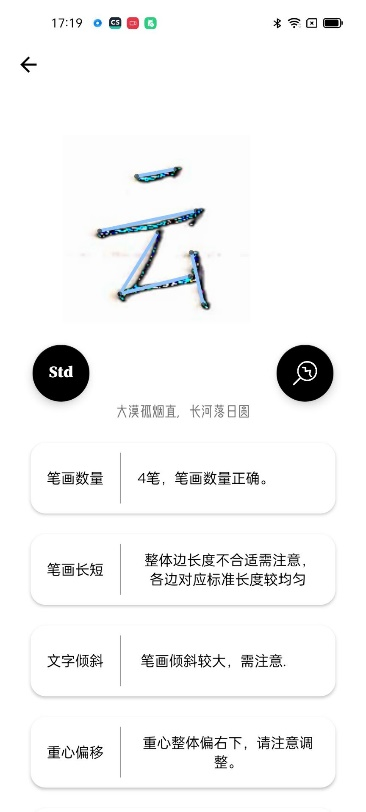 17:19
云
Std
大漠孤烟直，长河落日圆
笔画数量
4笔，笔画数量正确。
笔画长短
整体边长度不合适需注意，
各边对应标准长度较均匀
文字倾斜
笔画倾斜较大，需注意.
重心偏移
重心整体偏右下，请注意调
整。